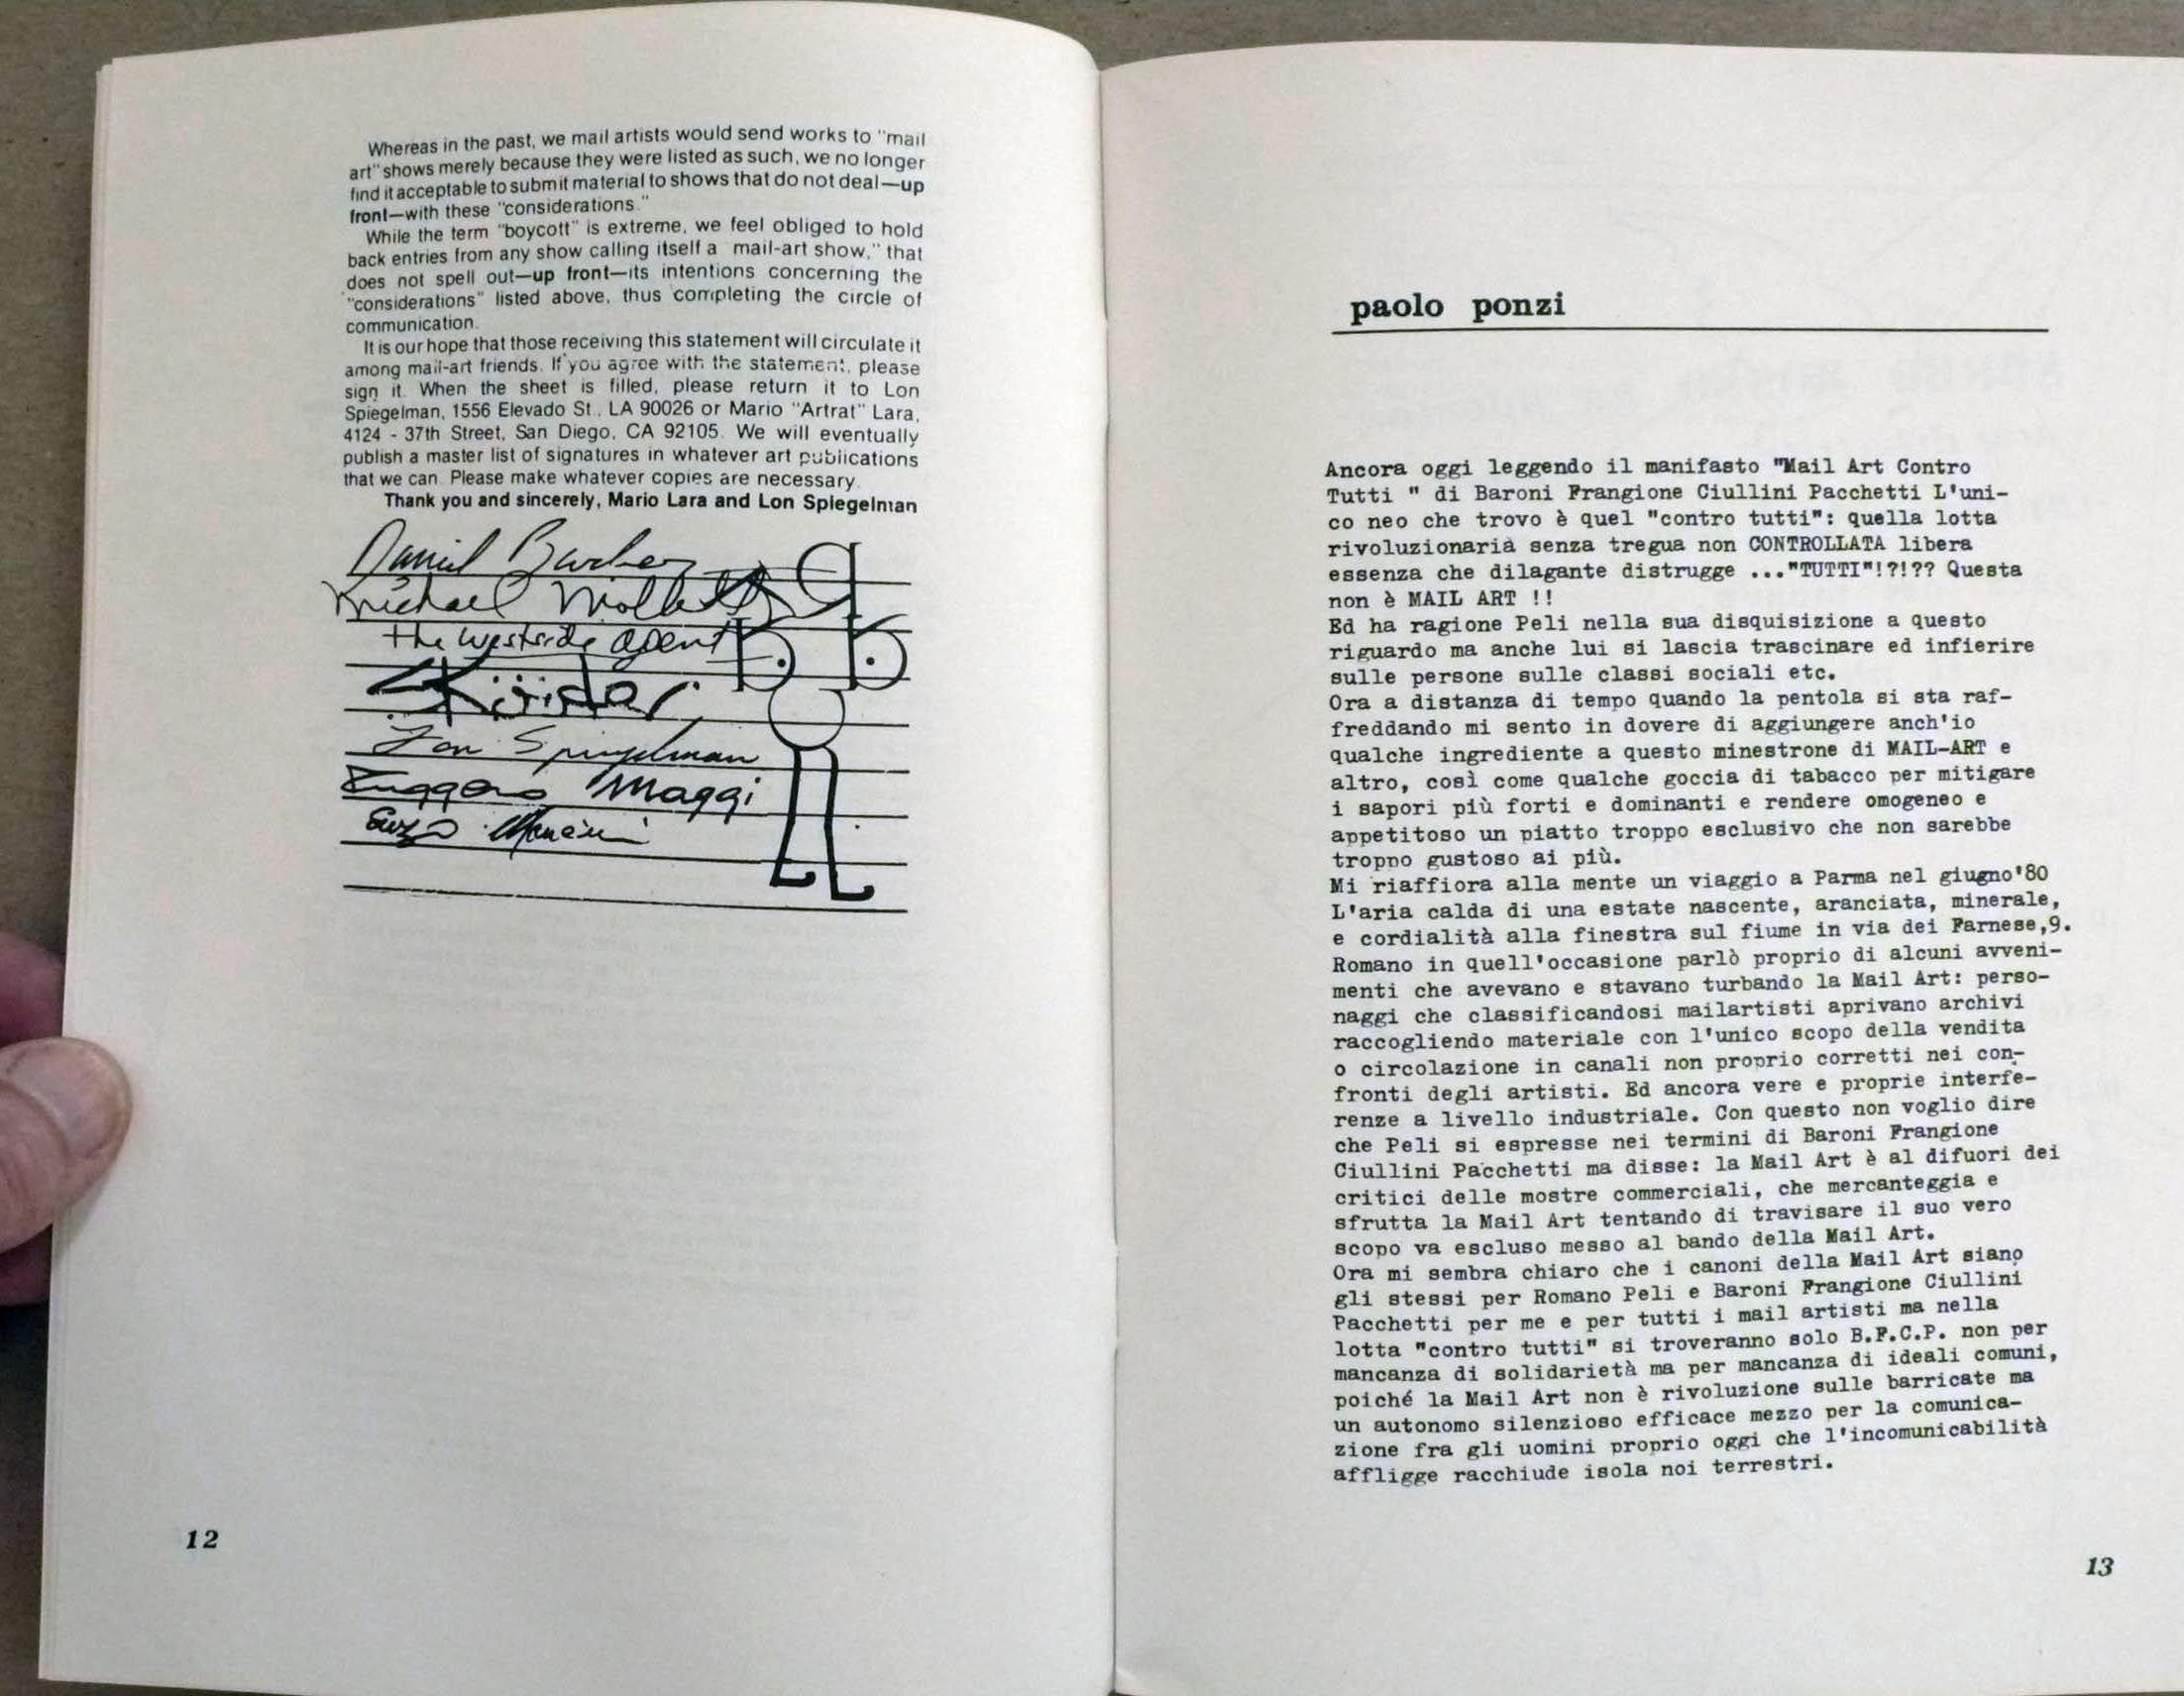 Whereas in the past, we mail artists would send works to "mail
art" shows merely because they were listed as such, we no longer
find it acceptable to submit material to shows that do not deal—up
front—with these "considerations."
While the term "boycott" is extreme, we feel obliged to hold
back entries from any show calling itself a mail-art show," that
does not spell out—up front—its intentions concerning the
"considerations" listed above, thus completing the circle of
communication.
It is our hope that those receiving this statement will circulate it
among mail-art friends. If you agree with the statement, please
sign it. When the sheet is filled, please return it to Lon
Spiegelman, 1556 Elevado St., LA 90026 or Mario "Artrat" Lara,
4124 - 37th Street, San Diego, CA 92105. We will eventually
publish a master list of signatures in whatever art publications
that we can. Please make whatever copies are necessary.
Thank you and sincerely, Mario Lara and Lon Spiegelman
Daniel Barber
Michael Mollett
the westside agent
Lon Spiegelman
Ruggero Maggi
12
paolo ponzi
Ancora oggi leggendo il manifasto "Mail Art Contro
Tutti " di Baroni Frangione Ciullini Pacchetti L'uni-
co neo che trovo è quel "contro tutti": quella lotta
rivoluzionaria senza tregua non CONTROLLATA libera
essenza che dilagante distrugge ..."TUTTI"!?!?? Questa
non è MAIL ART !!
Ed ha ragione Peli nella sua disquisizione a questo
riguardo ma anche lui si lascia trascinare ed infierire
sulle persone sulle classi sociali etc.
Ora a distanza di tempo quando la pentola si sta raf-
freddando mi sento in dovere di aggiungere anch'io
qualche ingrediente a questo minestrone di MAIL-ART e
altro, così come qualche goccia di tabacco per mitigare
i sapori più forti e dominanti e rendere omogeneo e
appetitoso un piatto troppo esclusivo che non sarebbe
troppo gustoso ai più.
Mi riaffiora alla mente un viaggio a Parma nel giugno'80
L'aria calda di una estate nascente, aranciata, minerale,
e cordialità alla finestra sul fiume in via dei Farnese,9.
Romano in quell'occasione parlò proprio di alcuni avveni-
menti che avevano e stavano turbando la Mail Art: perso-
naggi che classificandosi mailartisti aprivano archivi
raccogliendo materiale con l'unico scopo della vendita
o circolazione in canali non proprio corretti nei con-
fronti degli artisti. Ed ancora vere e proprie interfe-
renze a livello industriale. Con questo non voglio dire
che Peli si espresse nei termini di Baroni Frangione
Ciullini Pacchetti ma disse: la Mail Art è al difuori dei
critici delle mostre commerciali, che mercanteggia e
sfrutta la Mail Art tentando di travisare il suo vero
scopo va escluso messo al bando della Mail Art.
Ora mi sembra chiaro che i canoni della Mail Art siano
gli stessi per Romano Peli e Baroni Frangione Ciullini
Pacchetti per me e per tutti i mail artisti ma nella
lotta "contro tutti" si troveranno solo B.F.C.P. non per
mancanza di solidarietà ma per mancanza di ideali comuni,
poiché la Mail Art non è rivoluzione sulle barricate ma
un autonomo silenzioso efficace mezzo per la comunica-
zione fra gli uomini proprio oggi che l'incomunicabilità
affligge racchiude isola noi terrestri.
13